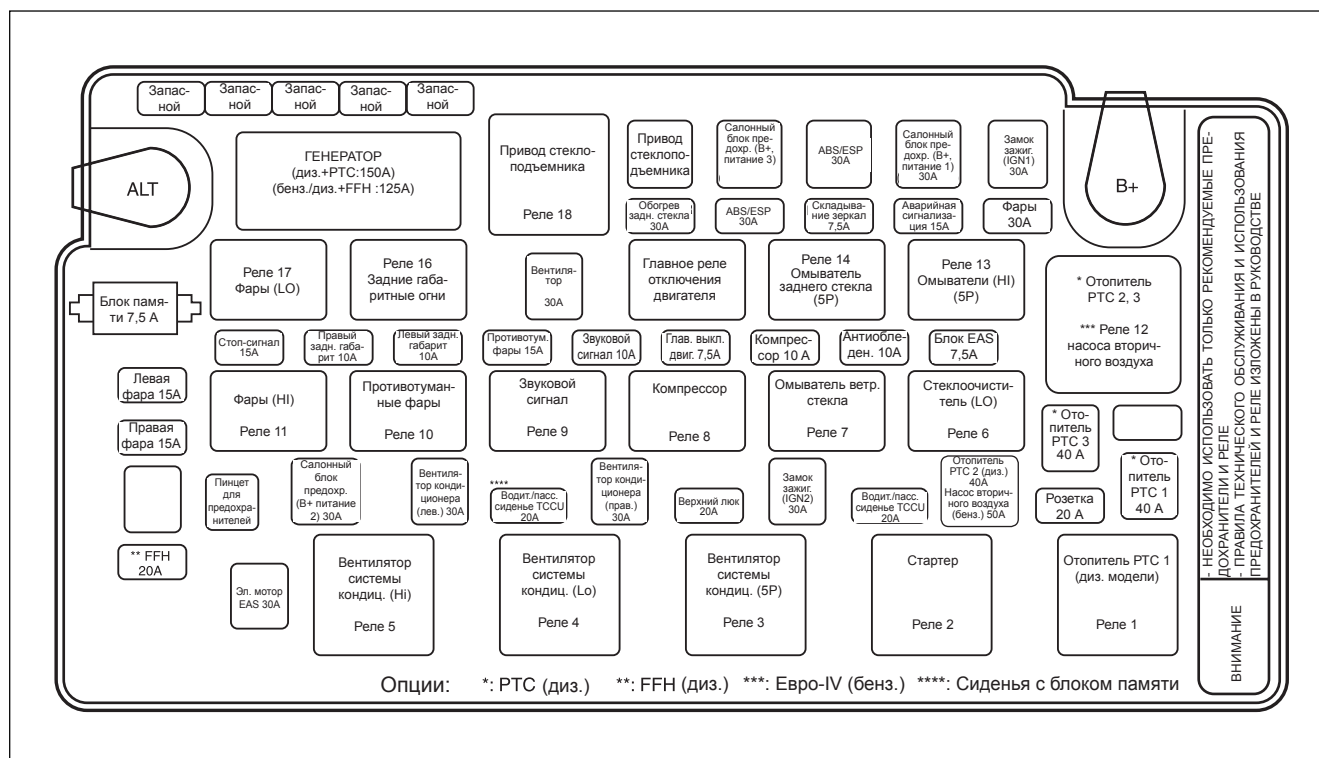 Запас-
ной
Запас-
ной
Запас-
ной
Запас-
ной
Запас-
ной
ALT
ГЕНЕРАТОР
(диз.+PTC:150A)
(бенз./диз.+FFH :125A)
Привод стекло-
подъемника
Реле 18
Привод
стеклопо-
дъемника
Салонный
блок пре-
дохр. (B+,
питание 3)
ABS/ESP
30A
Салонный
блок пре-
дохр. (B+,
питание 1)
30A
Замок
зажиг.
(IGN1)
30A
B+
Обогрев
задн. стекла
30A
ABS/ESP
30A
Складыва-
ние зеркал
7,5A
Аварийная
сигнализа-
ция 15A
Фары
30A
Блок памя-
ти 7,5 A
Реле 17
Фары (LO)
Реле 16
Задние габа-
ритные огни
Вентиля-
тор
30A
Главное реле
отключения
двигателя
Реле 14
Омыватель
заднего стекла
(5P)
Реле 13
Омыватели (HI)
(5P)
* Отопитель
PTC 2, 3
*** Реле 12
насоса вторич-
ного воздуха
Стоп-сигнал
15A
Правый
задн. габа-
рит 10A
Левый задн.
габарит
10A
Противотум.
фары 15A
Звуковой
сигнал 10A
Глав. выкл.
двиг. 7,5A
Компрес-
сор 10 A
Антиобле-
ден. 10A
Блок EAS
7,5A
Левая
фара 15A
Правая
фара 15A
Фары (HI)
Реле 11
Противотуман-
ные фары
Реле 10
Звуковой
сигнал
Реле 9
Компрессор
Реле 8
Омыватель ветр.
стекла
Реле 7
Стеклоочисти-
тель (LO)
Реле 6
* Ото-
питель
PTC 3
40 A
* Ото-
питель
PTC 1
40 A
Пинцет
для
предохра-
нителей
Салонный
блок
предохр.
(B+ питание
2) 30A
Вентиля-
тор конди-
ционера
(лев.) 30A
****
Водит./пасс.
сиденье TCCU
20A
Вентиля-
тор конди-
ционера
(прав.)
30A
Верхний люк
20A
Замок
зажиг.
(IGN2)
30A
Водит./пасс.
сиденье TCCU
20A
Отопитель
PTC 2 (диз.)
40A
Насос вторич-
ного воздуха
(бенз.) 50A
Розетка
20 A
** FFH
20A
Эл. мотор
EAS 30A
Вентилятор
системы
кондиц. (Hi)
Реле 5
Вентилятор
системы
кондиц. (Lo)
Реле 4
Вентилятор
системы
кондиц. (5P)
Реле 3
Стартер
Реле 2
Отопитель PTC 1
(диз. модели)
Реле 1
- НЕОБХОДИМО ИСПОЛЬЗОВАТЬ ТОЛЬКО РЕКОМЕНДУЕМЫЕ ПРЕ-
ДОХРАНИТЕЛИ И РЕЛЕ
- ПРАВИЛА ТЕХНИЧЕСКОГО ОБСЛУЖИВАНИЯ И ИСПОЛЬЗОВАНИЯ
ПРЕДОХРАНИТЕЛЕЙ И РЕЛЕ ИЗЛОЖЕНЫ В РУКОВОДСТВЕ
ВНИМАНИЕ
Опции: *: PTC (диз.) **: FFH (диз.) ***: Евро-IV (бенз.) ****: Сиденья с блоком памяти